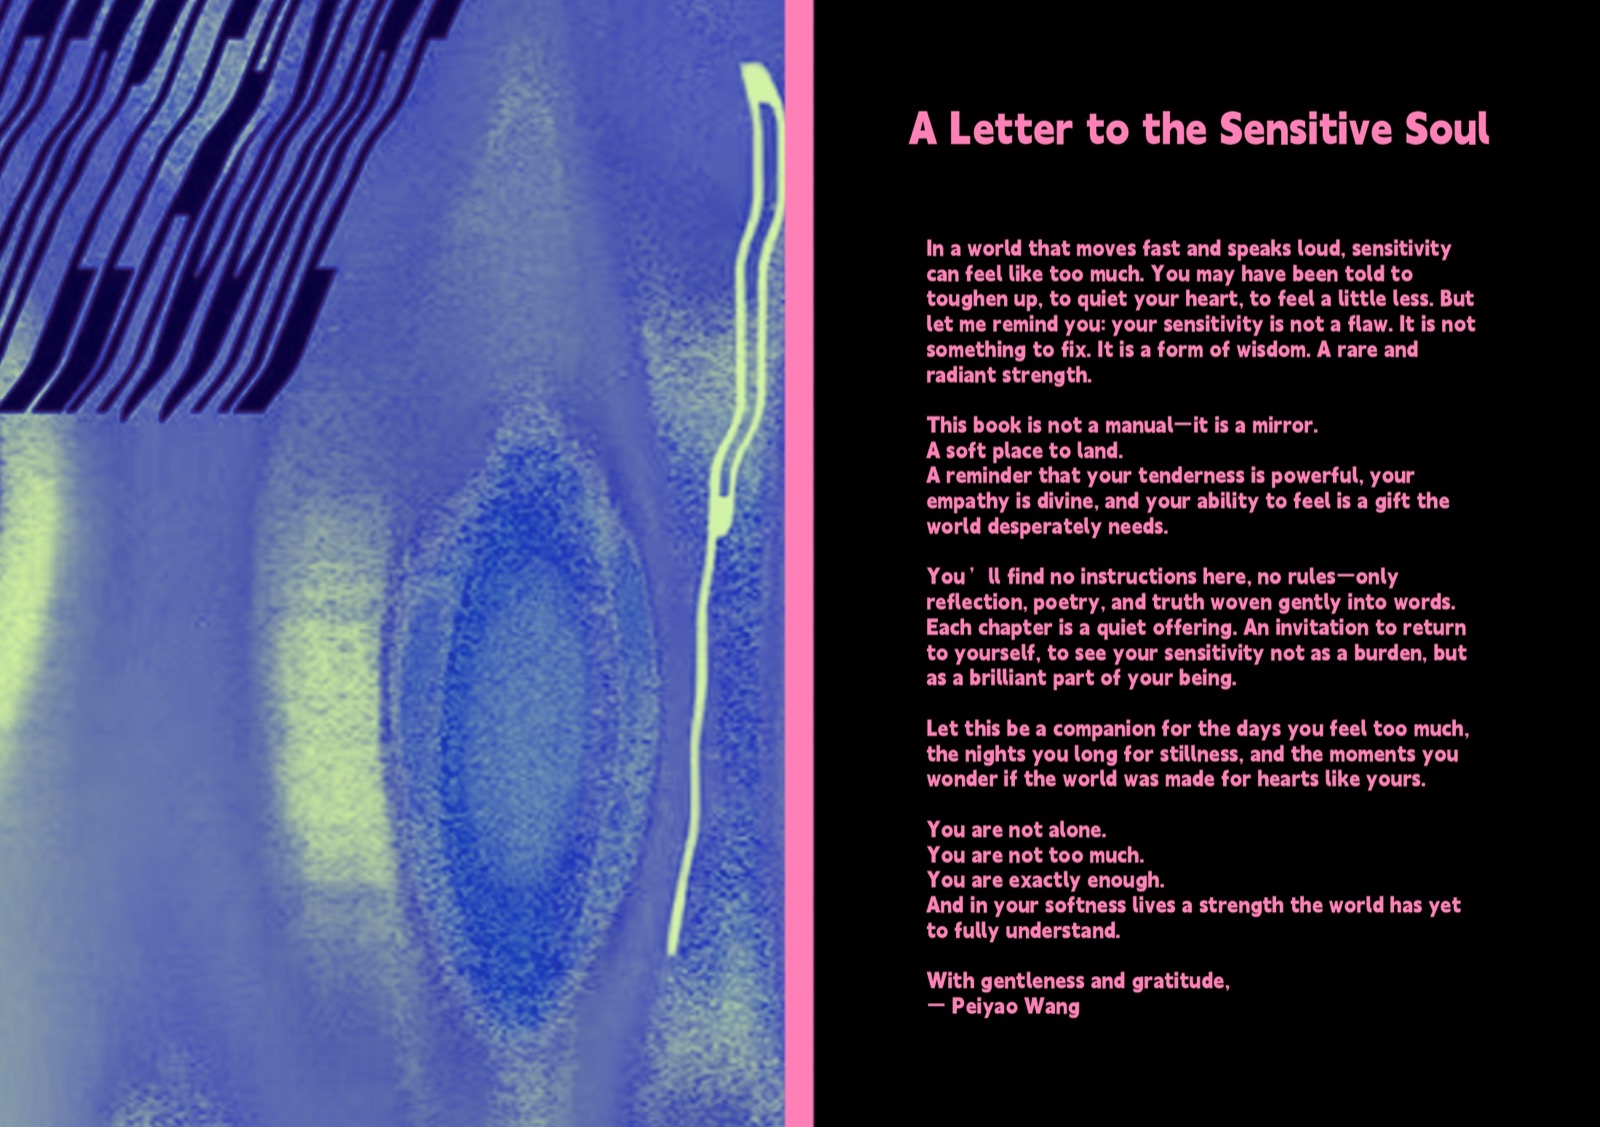 A Letter to the Sensitive Soul
In a world that moves fast and speaks loud, sensitivity
can feel like too much. You may have been told to
toughen up, to quiet your heart, to feel a little less. But
let me remind you: your sensitivity is not a flaw. It is not
something to fix. It is a form of wisdom. A rare and
radiant strength.
This book is not a manual—it is a mirror.
A soft place to land.
A reminder that your tenderness is powerful, your
empathy is divine, and your ability to feel is a gift the
world desperately needs.
You’ll find no instructions here, no rules—only
reflection, poetry, and truth woven gently into words.
Each chapter is a quiet offering. An invitation to return
to yourself, to see your sensitivity not as a burden, but
as a brilliant part of your being.
Let this be a companion for the days you feel too much,
the nights you long for stillness, and the moments you
wonder if the world was made for hearts like yours.
You are not alone.
You are not too much.
You are exactly enough.
And in your softness lives a strength the world has yet
to fully understand.
With gentleness and gratitude,
— Peiyao Wang